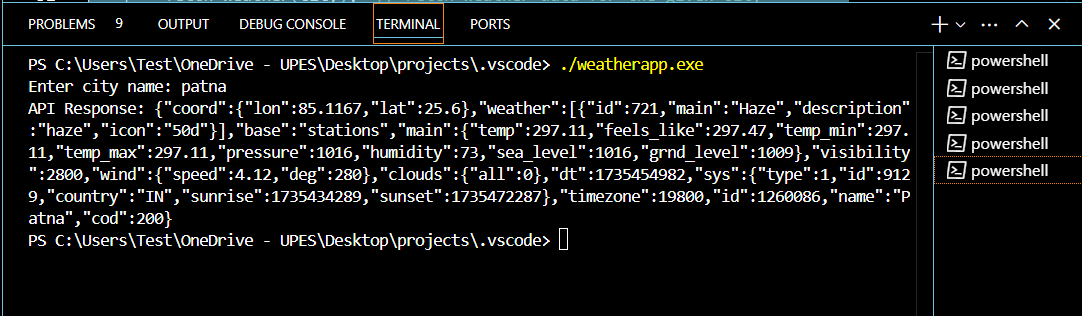 PROBLEMS 9 OUTPUT DEBUG CONSOLE TERMINAL PORTS
PS C:\Users\Test\OneDrive - UPES\Desktop\projects\.vscode> ./weatherapp.exe
Enter city name: patna
API Response: {"coord":{"lon":85.1167,"lat":25.6},"weather":[{"id":721,"main":"Haze","description"
:"haze","icon":"50d"}],"base":"stations","main":{"temp":297.11,"feels_like":297.47,"temp_min":297.
11,"temp_max":297.11,"pressure":1016,"humidity":73,"sea_level":1016,"grnd_level":1009},"visibility
":2800,"wind":{"speed":4.12,"deg":280},"clouds":{"all":0},"dt":1735454982,"sys":{"type":1,"id":912
9,"country":"IN","sunrise":1735434289,"sunset":1735472287},"timezone":19800,"id":1260086,"name":"P
atna","cod":200}
PS C:\Users\Test\OneDrive - UPES\Desktop\projects\.vscode>
powershell
powershell
powershell
powershell